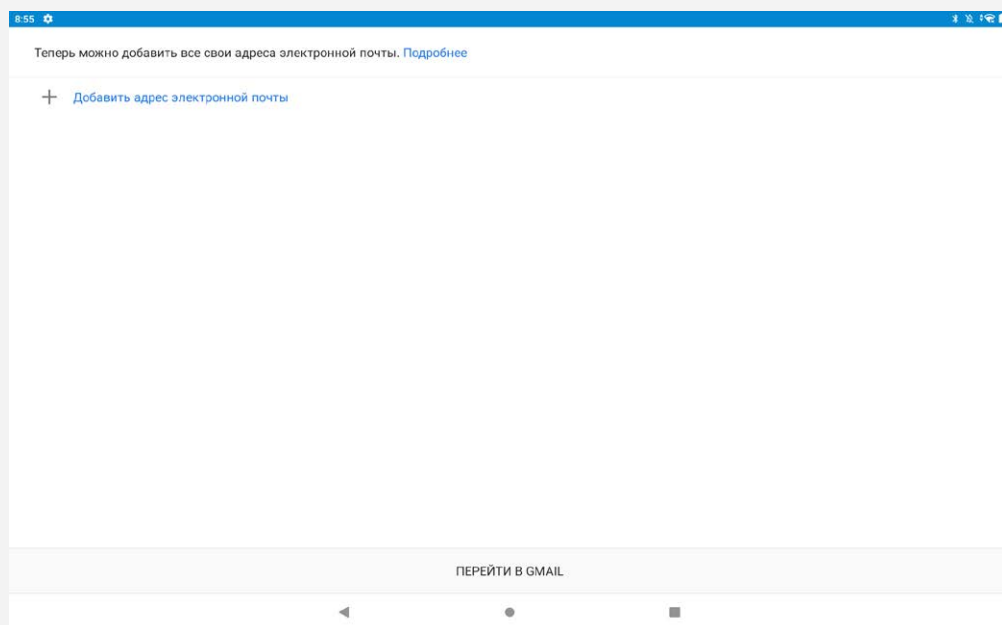 8:55
Теперь можно добавить все свои адреса электронной почты. Подробнее
Добавить адрес электронной почты
ПЕРЕЙТИ В GMAIL